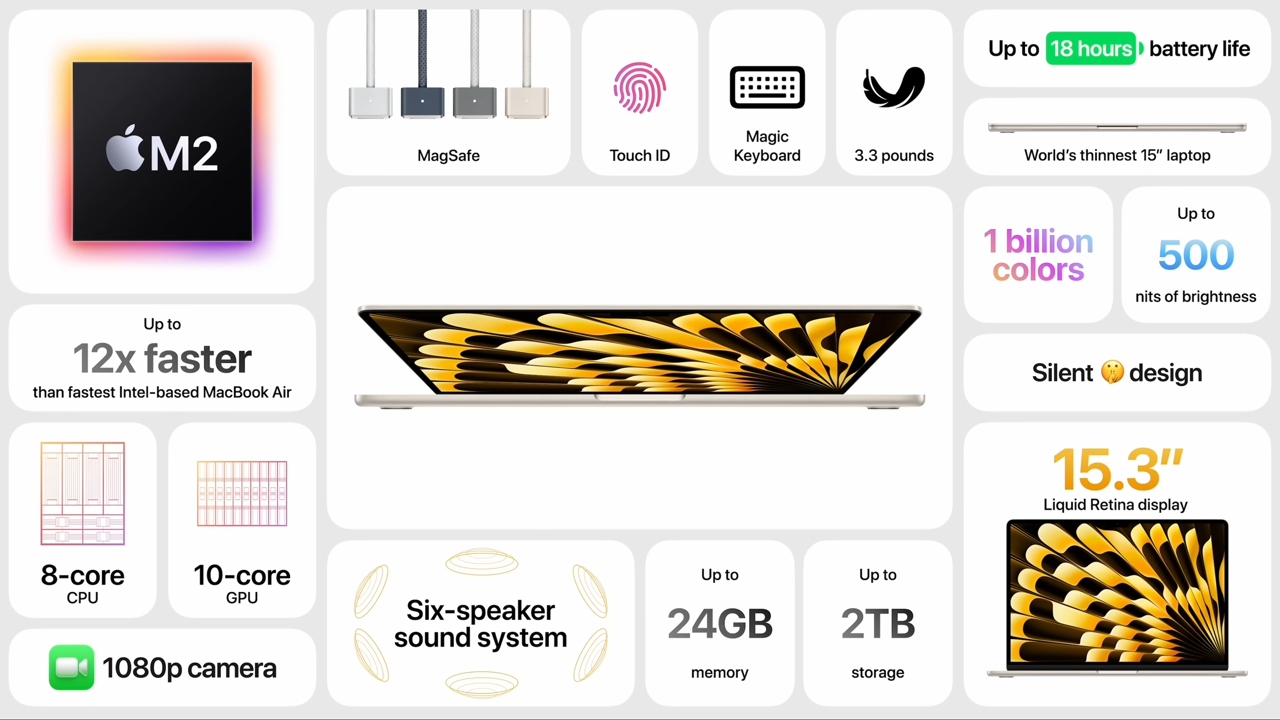 M2
MagSafe
Touch ID
Magic
Keyboard
3.3 pounds
Up to 18 hours battery life
World's thinnest 15” laptop
1 billion
colors
Up to
500
nits of brightness
Up to
12x faster
than fastest Intel-based MacBook Air
Silent design
8-core
CPU
10-core
GPU
15.3”
Liquid Retina display
Six-speaker
sound system
Up to
24GB
memory
Up to
2TB
storage
1080p camera